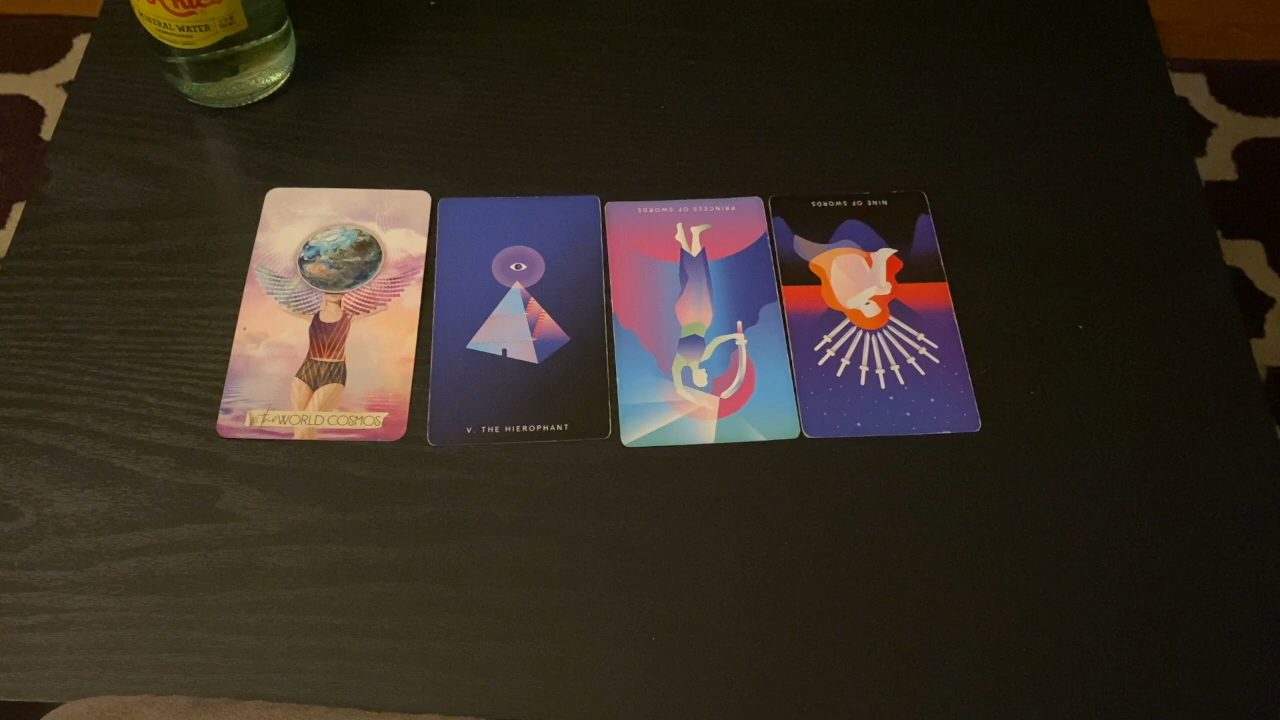 MINERAL WATER
The WORLD COSMOS
V. THE HIEROPHANT
PRINCESS OF SWORDS
NINE OF SWORDS